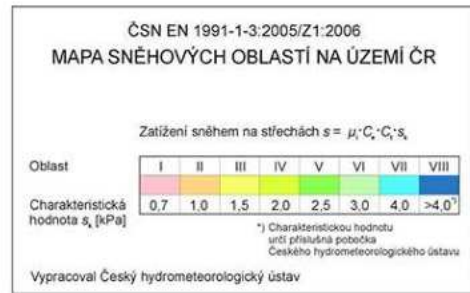 ČSN EN 1991-1-3:2005/Z1:2006
MAPA SNĚHOVÝCH OBLASTÍ NA ÚZEMÍ ČR
Zatížení sněhem na střechách s = μᵢ·Cₑ·Cₜ·sₖ
Oblast I II III IV V VI VII VIII
Charakteristická hodnota sₖ [kPa] 0,7 1,0 1,5 2,0 2,5 3,0 4,0 >4,0*)
*) Charakteristickou hodnotu
určí příslušná pobočka
Českého hydrometeorologického ústavu
Vypracoval Český hydrometeorologický ústav